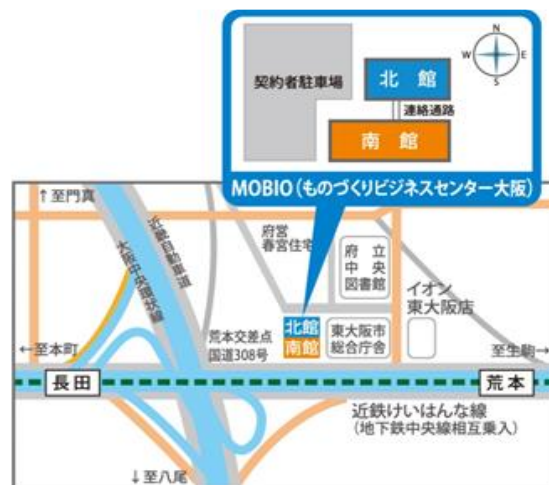 N
W E
S
契約者駐車場
北 館
連絡通路
南 館
MOBIO(ものづくりビジネスセンター大阪)
↑至門真
近畿自動車道
大阪中央環状線
府営
春宮住宅
府 立
中 央
図書館
イオン
東大阪店
荒本交差点
国道308号
北館
南館
東大阪市
総合庁舎
←至本町
至生駒→
長田
荒本
近鉄けいはんな線
(地下鉄中央線相互乗入)
↓至八尾